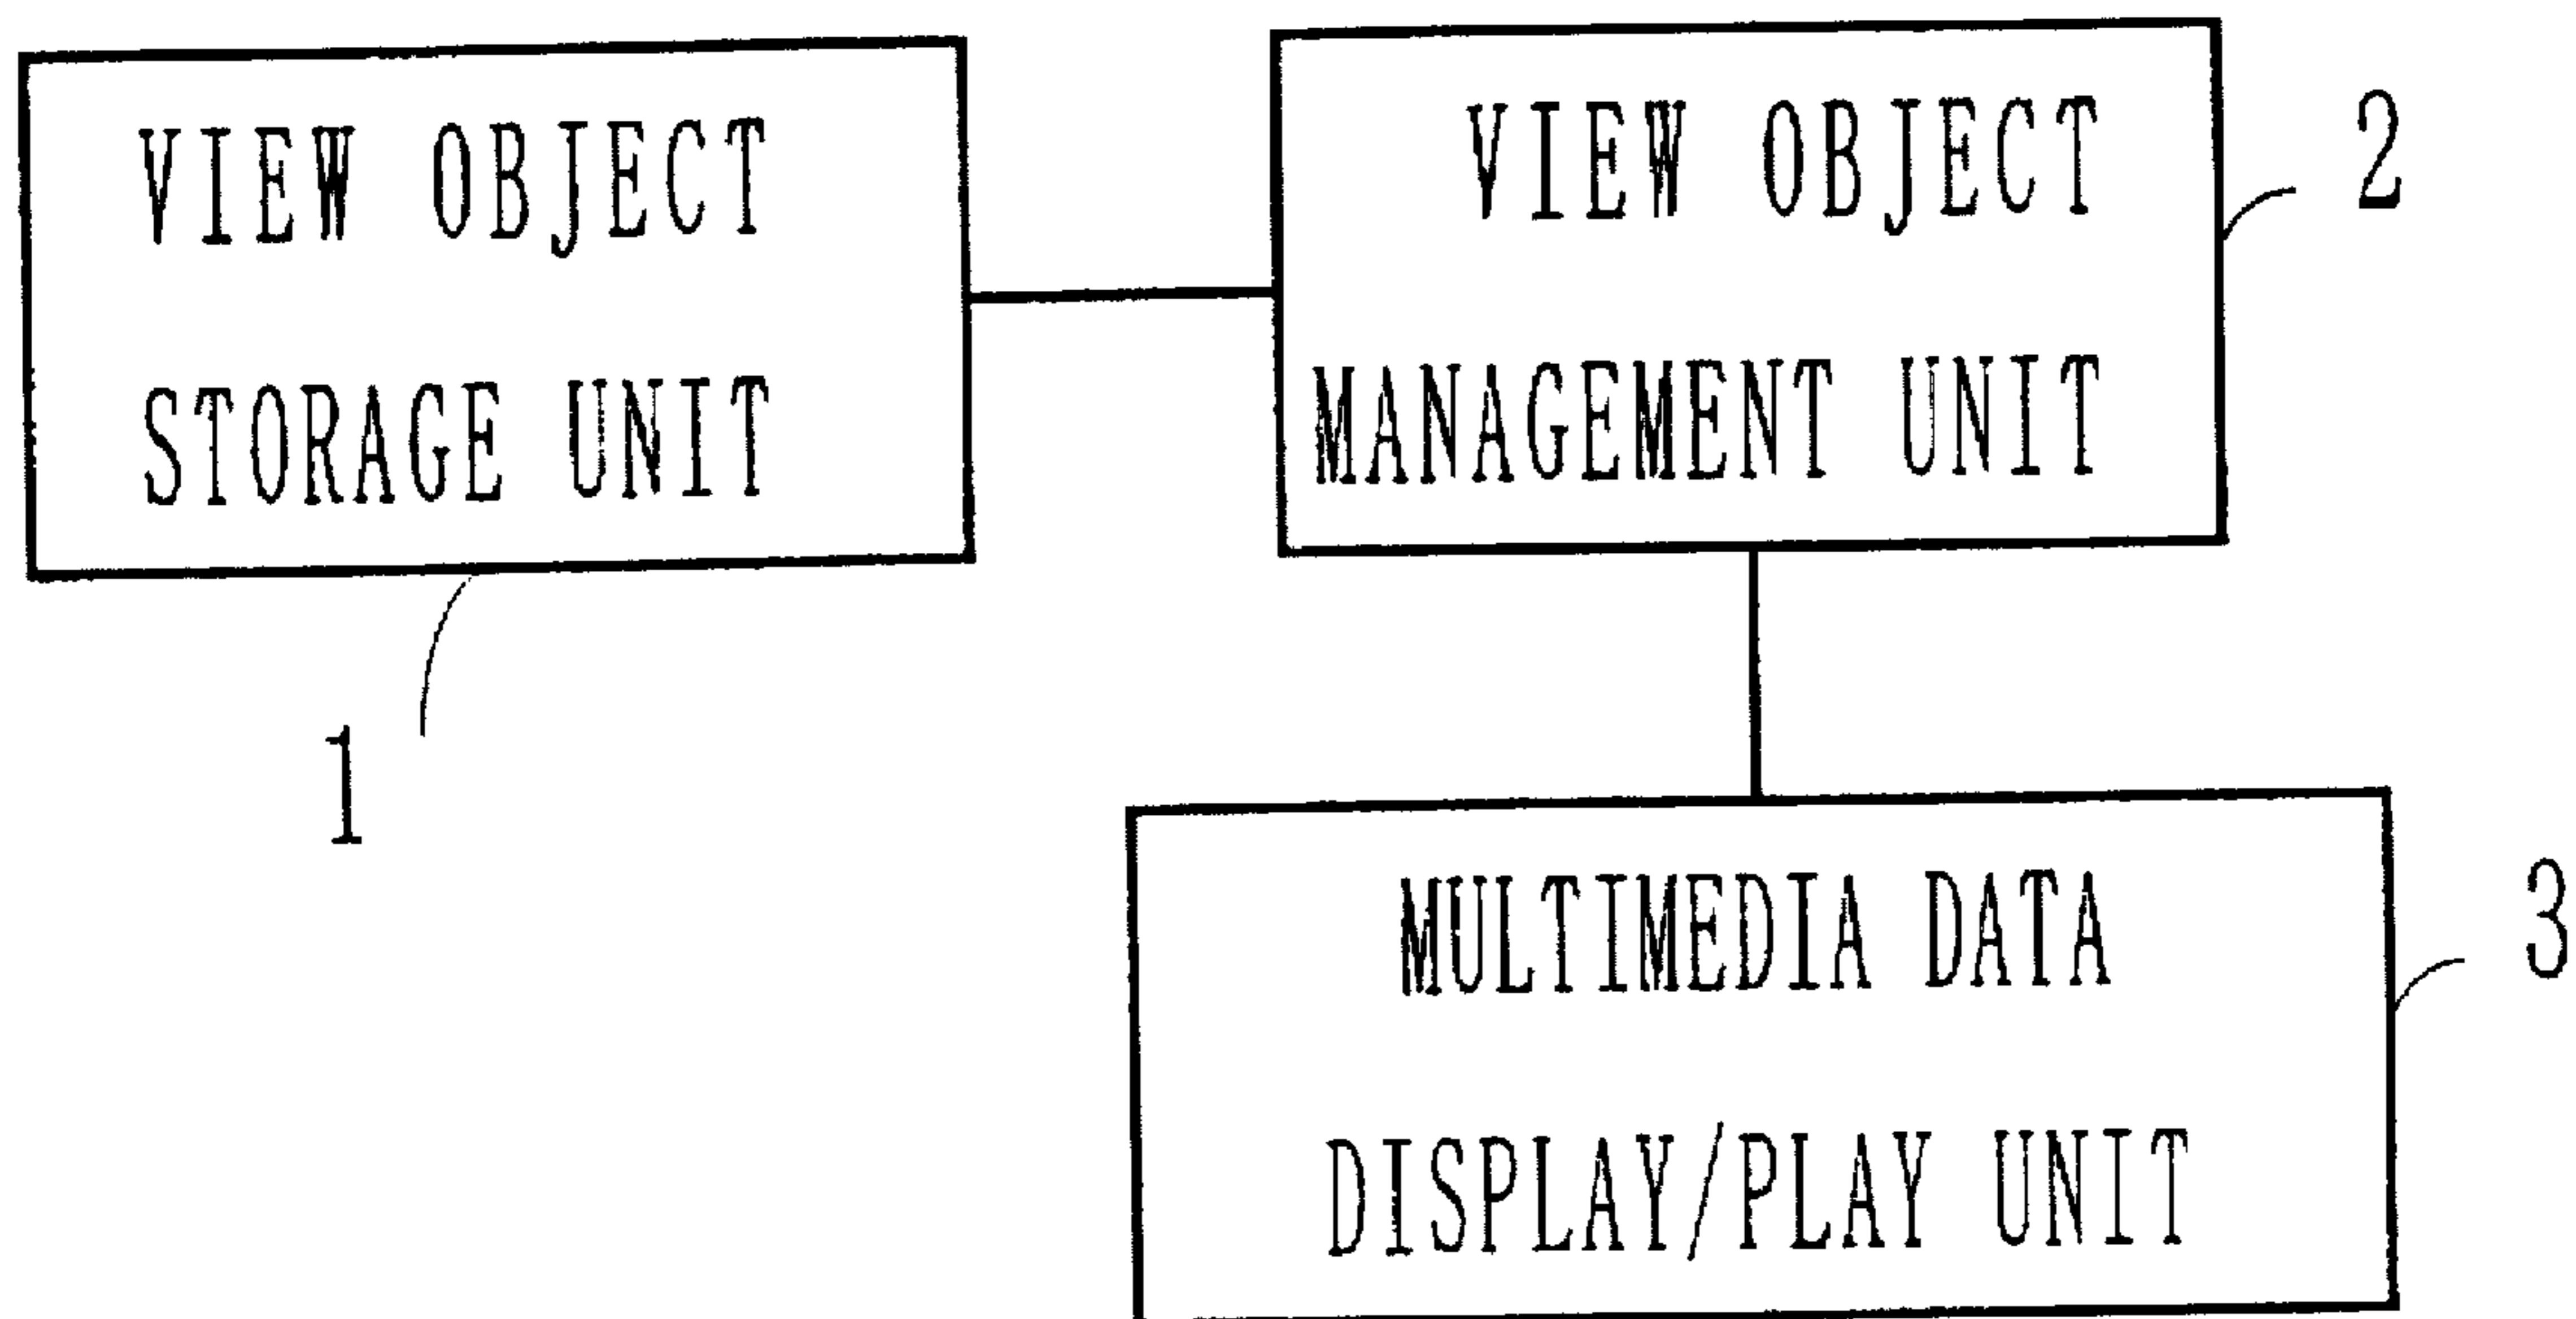 VIEW OBJECT
STORAGE UNIT
1
VIEW OBJECT
MANAGEMENT UNIT
2
MULTIMEDIA DATA
DISPLAY/PLAY UNIT
3